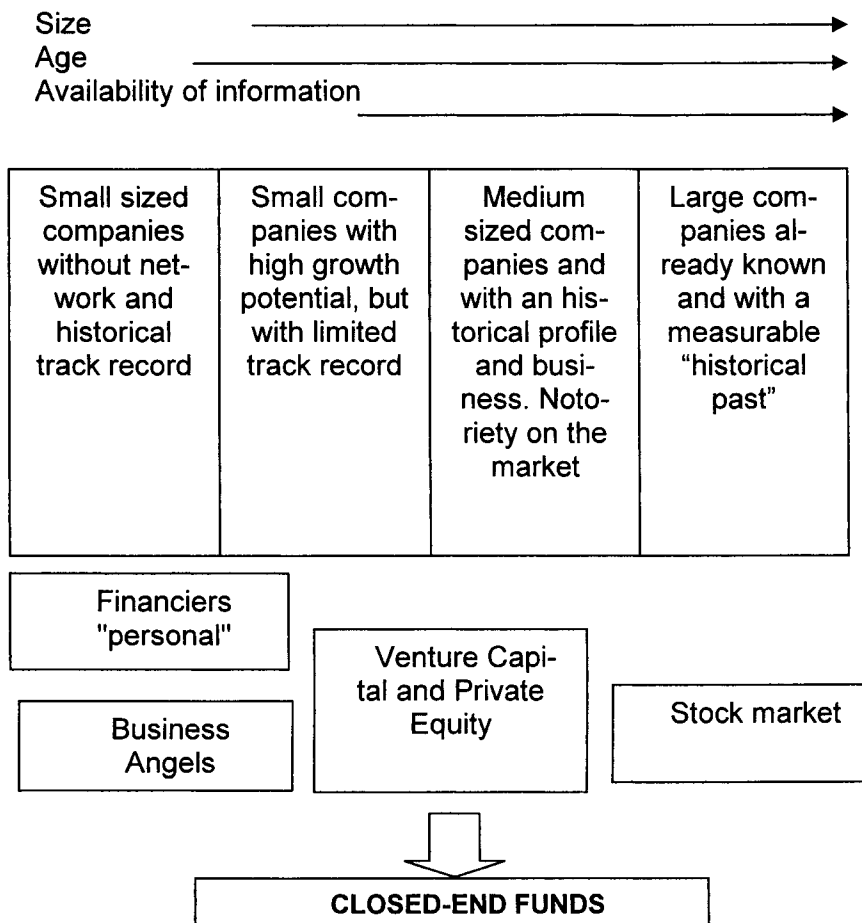 Size
Age
Availability of information
Small sized
companies
without net-
work and
historical
track record
Small com-
panies with
high growth
potential, but
with limited
track record
Medium
sized com-
panies and
with an his-
torical profile
and busi-
ness. Noto-
riety on the
market
Large com-
panies al-
ready known
and with a
measurable
“historical
past”
Financiers
"personal"
Business
Angels
Venture Capi-
tal and Private
Equity
Stock market
CLOSED-END FUNDS